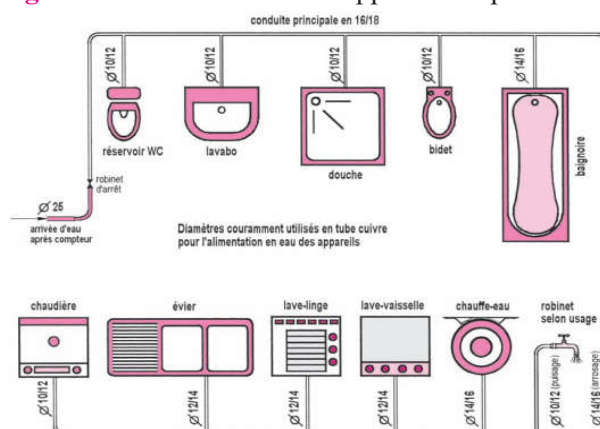 conduite principale en 16/18
Ø 10/12
Ø 10/12
Ø 10/12
Ø 10/12
Ø 14/16
réservoir WC
lavabo
douche
bidet
baignoire
robinet
d'arrêt
Ø 25
arrivée d'eau
après compteur
Diamètres couramment utilisés en tube cuivre
pour l'alimentation en eau des appareils
chaudière
évier
lave-linge
lave-vaisselle
chauffe-eau
robinet
selon usage
Ø 10/12
Ø 12/14
Ø 12/14
Ø 12/14
Ø 14/16
Ø 10/12 (puisage)
Ø 14/16 (arrosage)